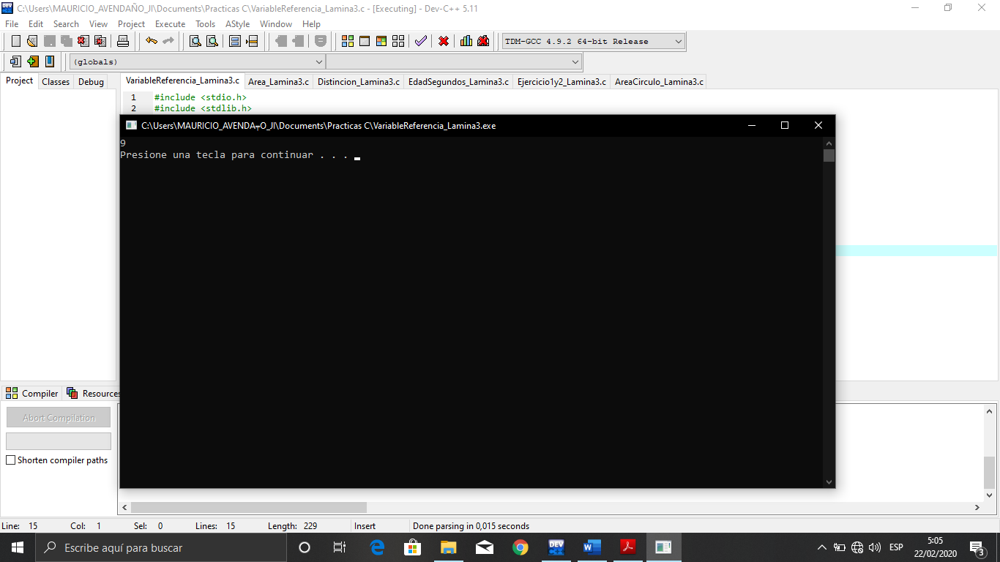 C:\Users\MAURICIO_AVENDAÑO_JI\Documents\Practicas C\VariableReferencia_Lamina3.c - [Executing] - Dev-C++ 5.11
File Edit Search View Project Execute Tools AStyle Window Help
TDM-GCC 4.9.2 64-bit Release
(globals)
Project Classes Debug
VariableReferencia_Lamina3.c Area_Lamina3.c Distincion_Lamina3.c EdadSegundos_Lamina3.c Ejercicio1y2_Lamina3.c AreaCirculo_Lamina3.c
1 #include <stdio.h>
2 #include <stdlib.h>
C:\Users\MAURICIO_AVENDA┬O_JI\Documents\Practicas C\VariableReferencia_Lamina3.exe
9
Presione una tecla para continuar . . .
Compiler Resources
Abort Compilation
Shorten compiler paths
Line: 15 Col: 1 Sel: 0 Lines: 15 Length: 229 Insert Done parsing in 0,015 seconds
DEV
Escribe aquí para buscar
ESP
5:05
22/02/2020
3